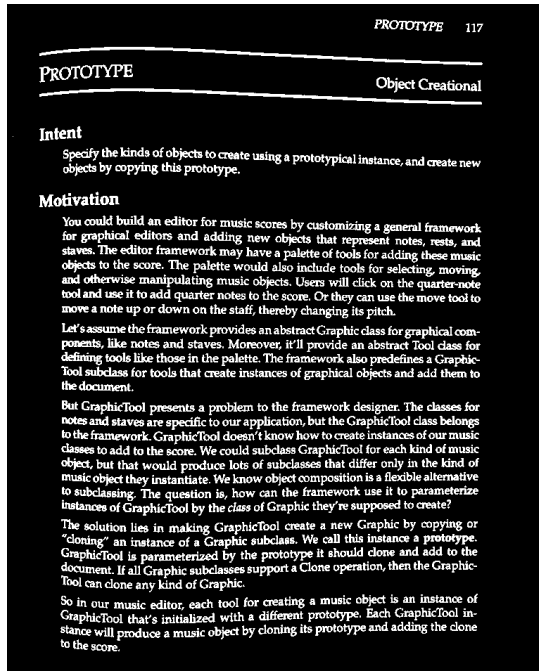 PROTOTYPE 117
PROTOTYPE
Object Creational
Intent
Specify the kinds of objects to create using a prototypical instance, and create new
objects by copying this prototype.
Motivation
You could build an editor for music scores by customizing a general framework
for graphical editors and adding new objects that represent notes, rests, and
staves. The editor framework may have a palette of tools for adding these music
objects to the score. The palette would also include tools for selecting, moving,
and otherwise manipulating music objects. Users will click on the quarter-note
tool and use it to add quarter notes to the score. Or they can use the move tool to
move a note up or down on the staff, thereby changing its pitch.
Let's assume the framework provides an abstract Graphic class for graphical com-
ponents, like notes and staves. Moreover, it'll provide an abstract Tool class for
defining tools like those in the palette. The framework also predefines a Graphic-
Tool subclass for tools that create instances of graphical objects and add them to
the document.
But GraphicTool presents a problem to the framework designer. The classes for
notes and staves are specific to our application, but the GraphicTool class belongs
to the framework. GraphicTool doesn't know how to create instances of our music
classes to add to the score. We could subclass GraphicTool for each kind of music
object, but that would produce lots of subclasses that differ only in the kind of
music object they instantiate. We know object composition is a flexible alternative
to subclassing. The question is, how can the framework use it to parameterize
instances of GraphicTool by the class of Graphic they're supposed to create?
The solution lies in making GraphicTool create a new Graphic by copying or
"cloning" an instance of a Graphic subclass. We call this instance a prototype.
GraphicTool is parameterized by the prototype it should clone and add to the
document. If all Graphic subclasses support a Clone operation, then the Graphic-
Tool can clone any kind of Graphic.
So in our music editor, each tool for creating a music object is an instance of
GraphicTool that's initialized with a different prototype. Each GraphicTool in-
stance will produce a music object by cloning its prototype and adding the clone
to the score.